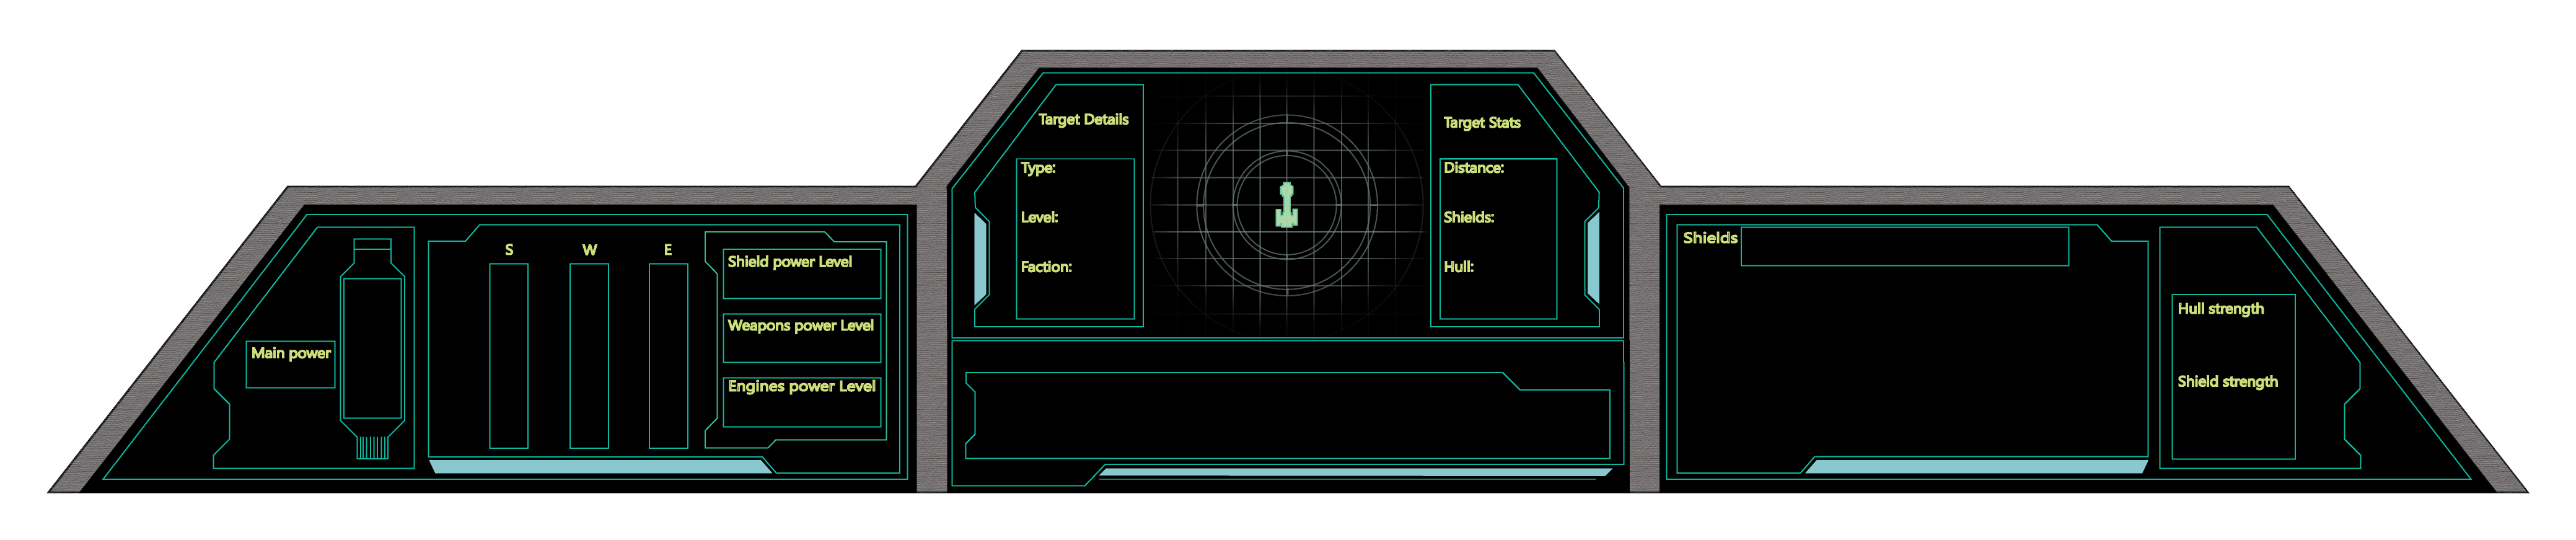 Main power
S
W
E
Shield power Level
Weapons power Level
Engines power Level
Target Details
Type:
Level:
Faction:
Target Stats
Distance:
Shields:
Hull:
Shields
Hull strength
Shield strength